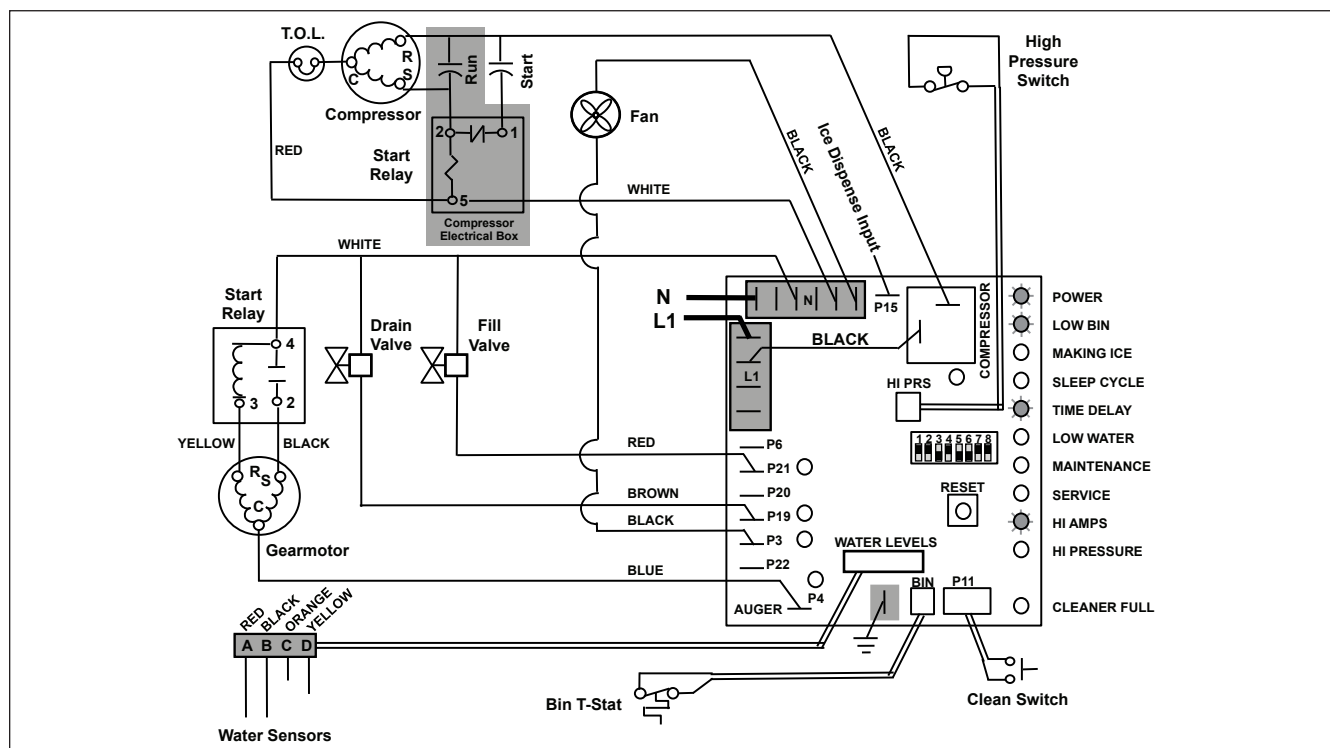 T.O.L.
R
S
C
Run
Start
Compressor
RED
2
1
Start
Relay
5
Compressor
Electrical Box
WHITE
Fan
BLACK
Ice Dispense Input
BLACK
High
Pressure
Switch
WHITE
Start
Relay
4
3
2
YELLOW
BLACK
R
S
C
Gearmotor
Drain
Valve
Fill
Valve
N
L1
N
P15
BLACK
L1
COMPRESSOR
HI PRS
1 2 3 4 5 6 7 8
RESET
RED
P6
P21
BROWN
P20
P19
BLACK
P3
P22
BLUE
AUGER
P4
WATER LEVELS
BIN
P11
POWER
LOW BIN
MAKING ICE
SLEEP CYCLE
TIME DELAY
LOW WATER
MAINTENANCE
SERVICE
HI AMPS
HI PRESSURE
CLEANER FULL
RED
BLACK
ORANGE
YELLOW
A B C D
Water Sensors
Bin T-Stat
Clean Switch